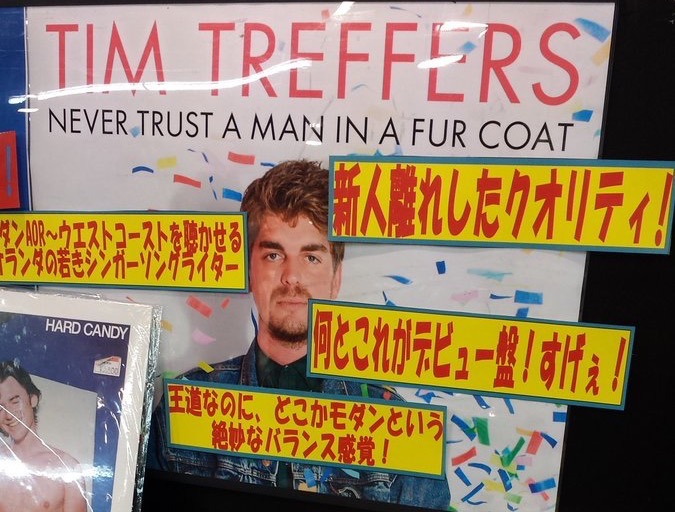 TIM TREFFERS
NEVER TRUST A MAN IN A FUR COAT
新人離れしたクオリティ!
ダンAOR～ウエストコーストを聴かせる
オランダの若きシンガーソングライター
何とこれがデビュー盤!すげぇ!
HARD CANDY
王道なのに、どこかモダンという
絶妙なバランス感覚!